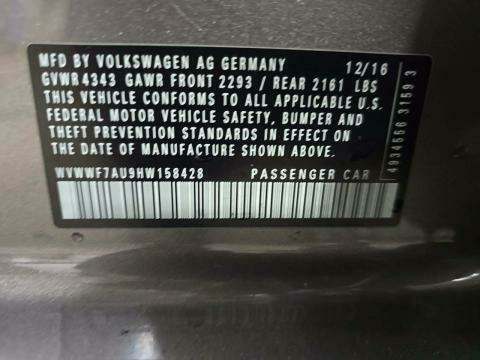 MFD BY VOLKSWAGEN AG GERMANY 12/16
GVWR 4343 GAWR FRONT 2293 / REAR 2161 LBS
THIS VEHICLE CONFORMS TO ALL APPLICABLE U.S.
FEDERAL MOTOR VEHICLE SAFETY, BUMPER AND
THEFT PREVENTION STANDARDS IN EFFECT ON
THE DATE OF MANUFACTURE SHOWN ABOVE.
WVWWF7AU9HW158428 PASSENGER CAR
4934556 3159 3